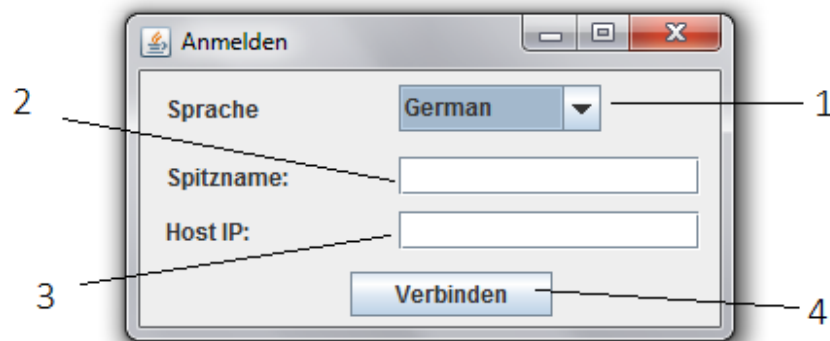 Anmelden
2
Sprache
German
1
Spitzname:
Host IP:
3
Verbinden
4